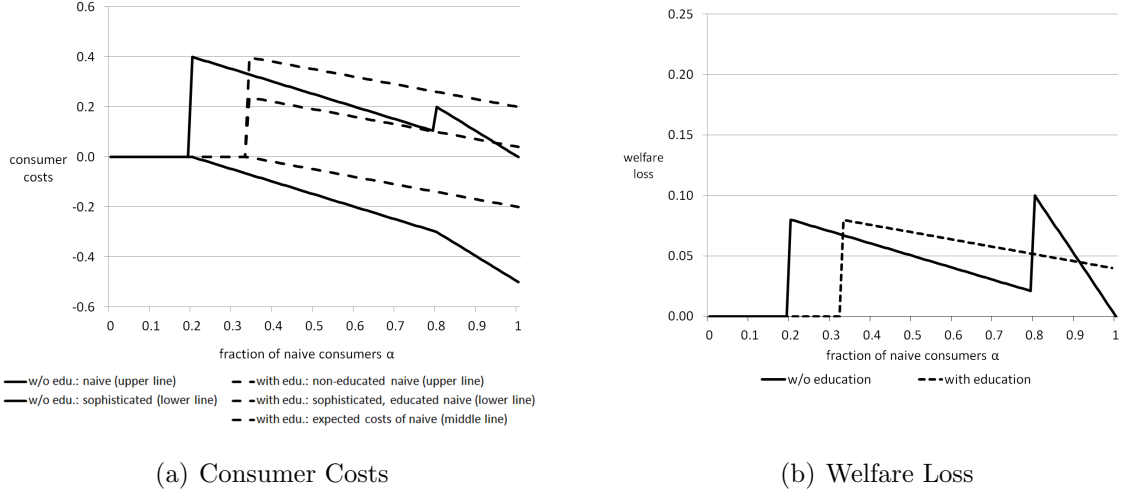 0.6
0.4
0.2
0.0
-0.2
-0.4
-0.6
consumer
costs
0 0.1 0.2 0.3 0.4 0.5 0.6 0.7 0.8 0.9 1
fraction of naive consumers α
w/o edu.: naive (upper line)
with edu.: non-educated naive (upper line)
w/o edu.: sophisticated (lower line)
with edu.: sophisticated, educated naive (lower line)
with edu.: expected costs of naive (middle line)
(a) Consumer Costs
0.25
0.20
0.15
0.10
0.05
0.00
welfare
loss
0 0.1 0.2 0.3 0.4 0.5 0.6 0.7 0.8 0.9 1
fraction of naive consumers α
w/o education
with education
(b) Welfare Loss